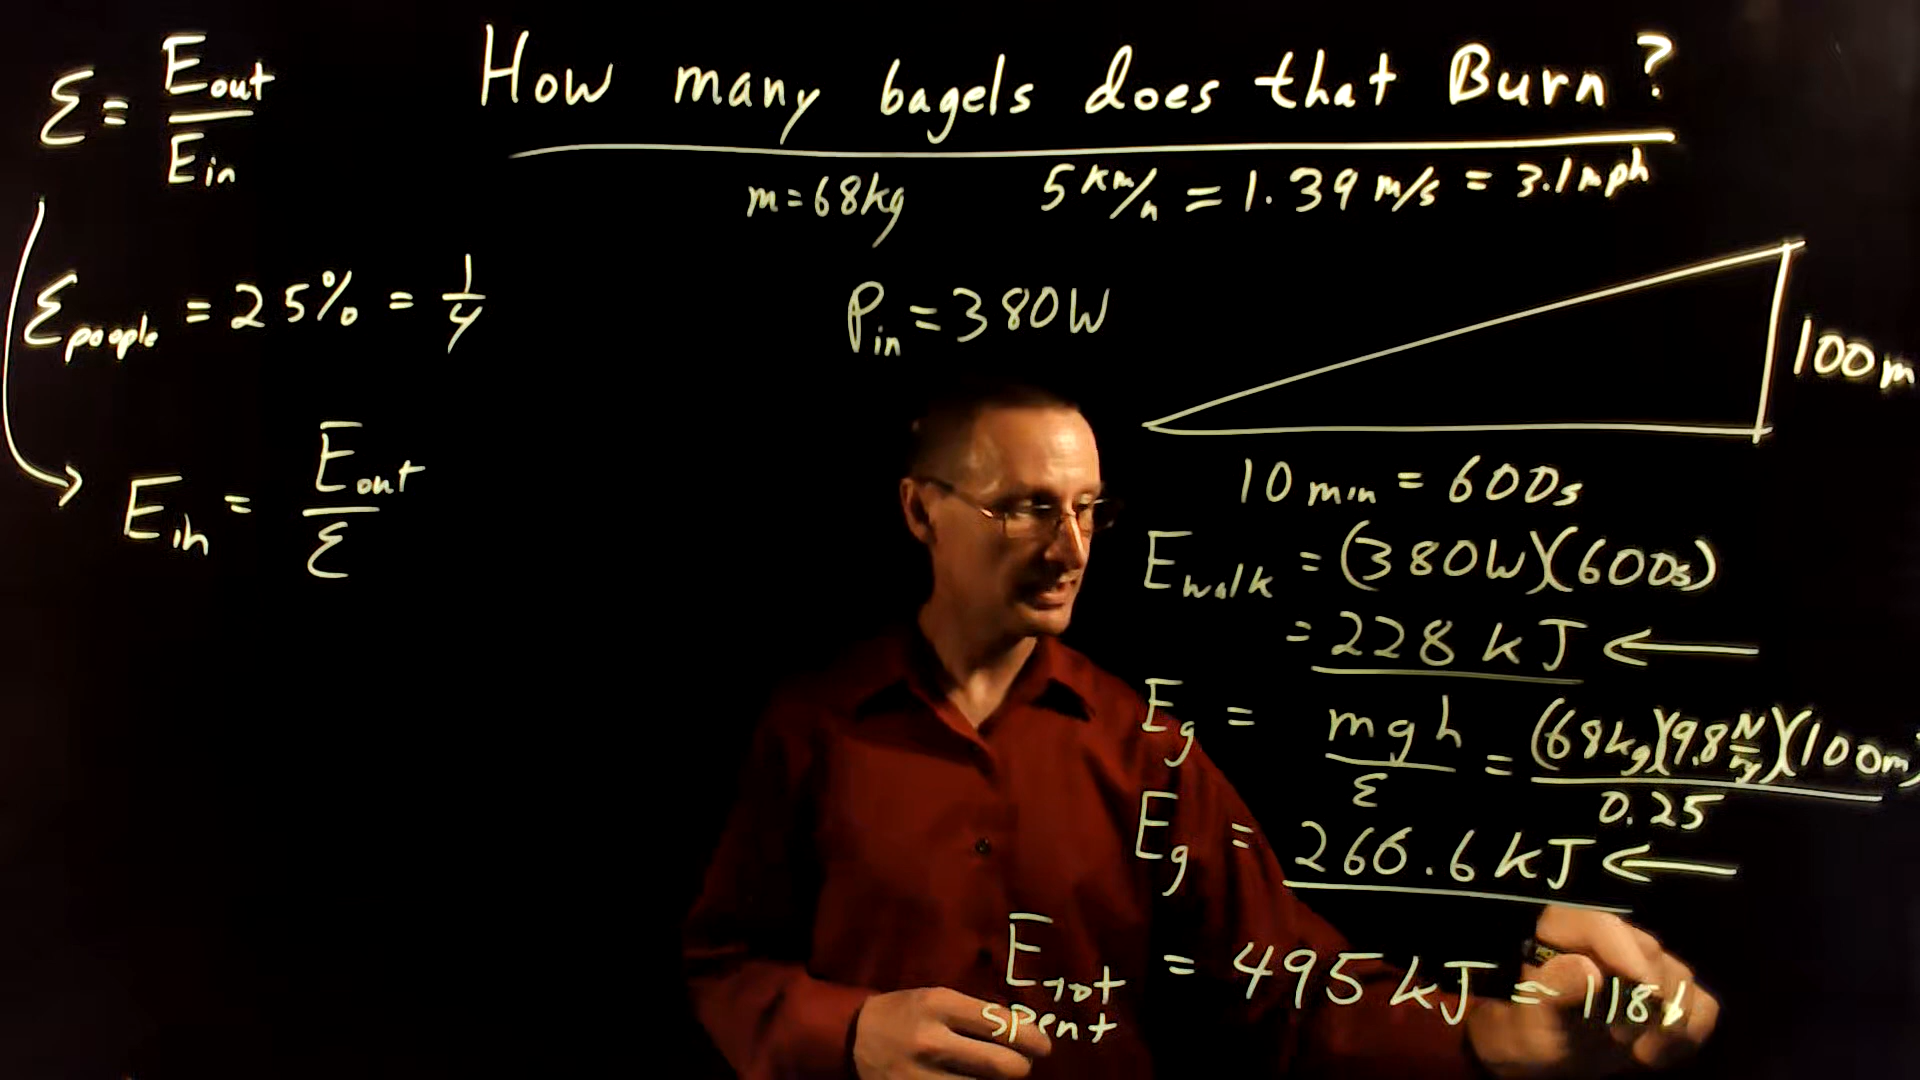 How many bagels does that Burn?
ε = Eout / Ein
m = 68kg
5 km/h = 1.39 m/s = 3.1 mph
εpeople = 25% = 1/4
Pin = 380W
100m
Ein = Eout / ε
10 min = 600s
Ewalk = (380W)(600s)
= 228 kJ ←
Eg = mgh / ε = (68kg)(9.8 N/kg)(100m) / 0.25
Eg = 266.6 kJ ←
Etot spent = 495 kJ = 118